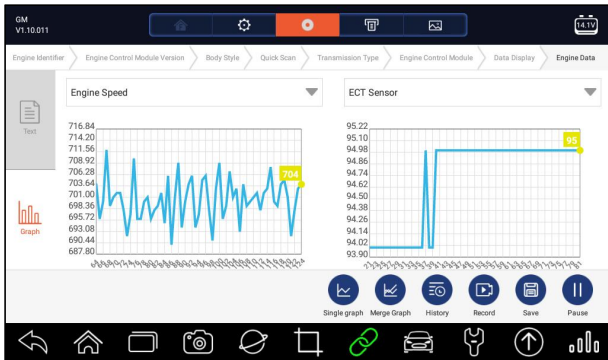 GM
V1.10.011
14.1V
Engine Identifier
Engine Control Module Version
Body Style
Quick Scan
Transmission Type
Engine Control Module
Data Display
Engine Data
Text
Graph
Engine Speed
716.84
714.20
711.56
708.92
706.28
703.64
701.00
698.36
695.72
693.08
690.44
687.80
704
ECT Sensor
95.22
95.10
94.98
94.86
94.74
94.62
94.50
94.38
94.26
94.14
94.02
93.90
95
Single graph
Merge Graph
History
Record
Save
Pause